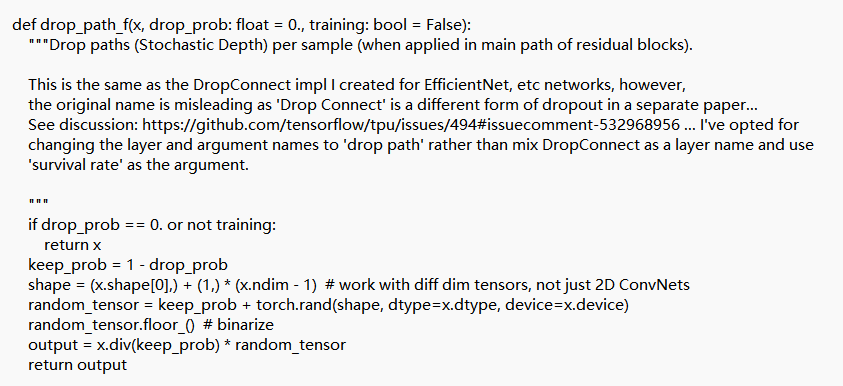 def drop_path_f(x, drop_prob: float = 0., training: bool = False):
    """Drop paths (Stochastic Depth) per sample (when applied in main path of residual blocks).

    This is the same as the DropConnect impl I created for EfficientNet, etc networks, however,
    the original name is misleading as 'Drop Connect' is a different form of dropout in a separate paper...
    See discussion: https://github.com/tensorflow/tpu/issues/494#issuecomment-532968956 ... I've opted for
    changing the layer and argument names to 'drop path' rather than mix DropConnect as a layer name and use
    'survival rate' as the argument.

    """
    if drop_prob == 0. or not training:
        return x
    keep_prob = 1 - drop_prob
    shape = (x.shape[0],) + (1,) * (x.ndim - 1)  # work with diff dim tensors, not just 2D ConvNets
    random_tensor = keep_prob + torch.rand(shape, dtype=x.dtype, device=x.device)
    random_tensor.floor_()  # binarize
    output = x.div(keep_prob) * random_tensor
    return output